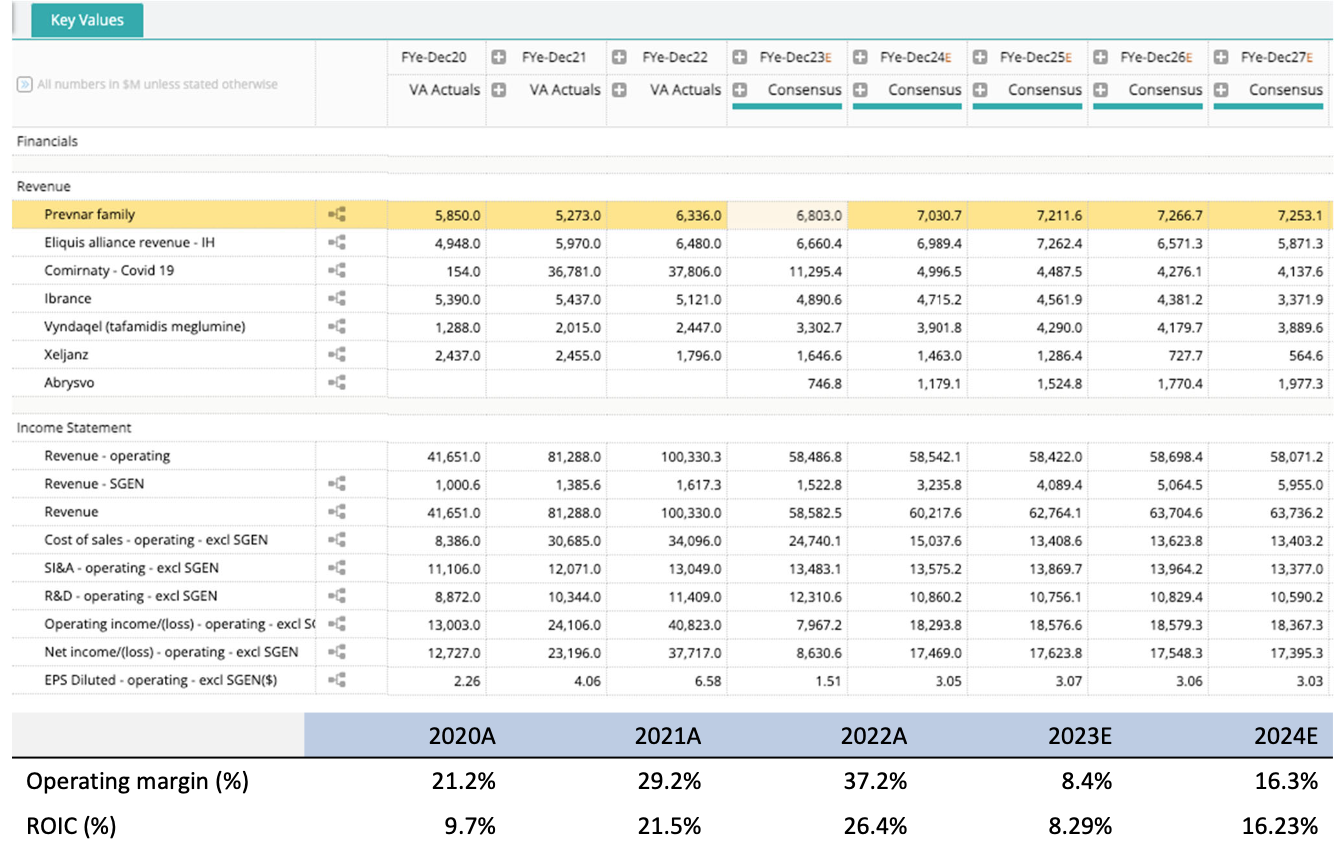 Key Values
FYe-Dec20 FYe-Dec21 FYe-Dec22 FYe-Dec23E FYe-Dec24E FYe-Dec25E FYe-Dec26E FYe-Dec27E
All numbers in $M unless stated otherwise
VA Actuals VA Actuals VA Actuals Consensus Consensus Consensus Consensus Consensus
Financials
Revenue
Prevnar family 5,850.0 5,273.0 6,336.0 6,803.0 7,030.7 7,211.6 7,266.7 7,253.1
Eliquis alliance revenue - IH 4,948.0 5,970.0 6,480.0 6,660.4 6,989.4 7,262.4 6,571.3 5,871.3
Comirnaty - Covid 19 154.0 36,781.0 37,806.0 11,295.4 4,996.5 4,487.5 4,276.1 4,137.6
Ibrance 5,390.0 5,437.0 5,121.0 4,890.6 4,715.2 4,561.9 4,381.2 3,371.9
Vyndaqel (tafamidis meglumine) 1,288.0 2,015.0 2,447.0 3,302.7 3,901.8 4,290.0 4,179.7 3,889.6
Xeljanz 2,437.0 2,455.0 1,796.0 1,646.6 1,463.0 1,286.4 727.7 564.6
Abrysvo 746.8 1,179.1 1,524.8 1,770.4 1,977.3
Income Statement
Revenue - operating 41,651.0 81,288.0 100,330.3 58,486.8 58,542.1 58,422.0 58,698.4 58,071.2
Revenue - SGEN 1,000.6 1,385.6 1,617.3 1,522.8 3,235.8 4,089.4 5,064.5 5,955.0
Revenue 41,651.0 81,288.0 100,330.0 58,582.5 60,217.6 62,764.1 63,704.6 63,736.2
Cost of sales - operating - excl SGEN 8,386.0 30,685.0 34,096.0 24,740.1 15,037.6 13,408.6 13,623.8 13,403.2
SI&A - operating - excl SGEN 11,106.0 12,071.0 13,049.0 13,483.1 13,575.2 13,869.7 13,964.2 13,377.0
R&D - operating - excl SGEN 8,872.0 10,344.0 11,409.0 12,310.6 10,860.2 10,756.1 10,829.4 10,590.2
Operating income/(loss) - operating - excl S 13,003.0 24,106.0 40,823.0 7,967.2 18,293.8 18,576.6 18,579.3 18,367.3
Net income/(loss) - operating - excl SGEN 12,727.0 23,196.0 37,717.0 8,630.6 17,469.0 17,623.8 17,548.3 17,395.3
EPS Diluted - operating - excl SGEN($) 2.26 4.06 6.58 1.51 3.05 3.07 3.06 3.03
2020A 2021A 2022A 2023E 2024E
Operating margin (%) 21.2% 29.2% 37.2% 8.4% 16.3%
ROIC (%) 9.7% 21.5% 26.4% 8.29% 16.23%